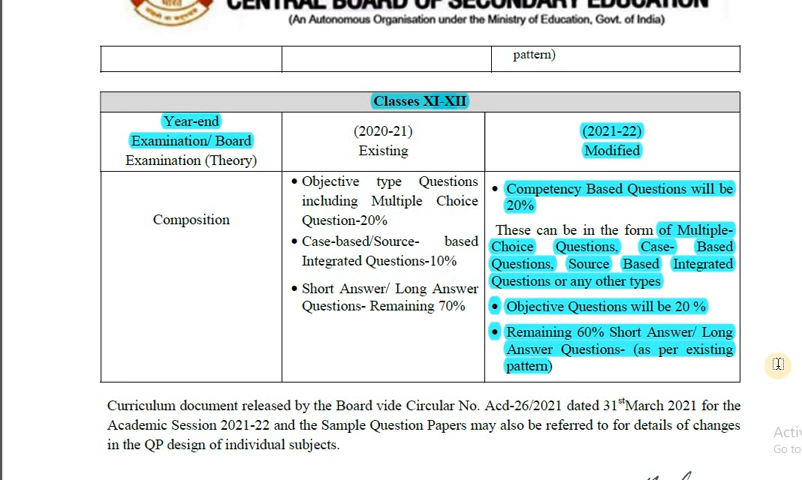 CENTRAL BOARD OF SECONDARY EDUCATION
(An Autonomous Organisation under the Ministry of Education, Govt. of India)
pattern)
Classes XI-XII
Year-end
Examination/ Board
Examination (Theory)
(2020-21)
Existing
(2021-22)
Modified
Composition
• Objective type Questions
including Multiple Choice
Question-20%
• Case-based/Source- based
Integrated Questions-10%
• Short Answer/ Long Answer
Questions- Remaining 70%
• Competency Based Questions will be
20%
These can be in the form of Multiple-
Choice Questions, Case- Based
Questions, Source Based Integrated
Questions or any other types
• Objective Questions will be 20 %
• Remaining 60% Short Answer/ Long
Answer Questions- (as per existing
pattern)
Curriculum document released by the Board vide Circular No. Acd-26/2021 dated 31st March 2021 for the
Academic Session 2021-22 and the Sample Question Papers may also be referred to for details of changes
in the QP design of individual subjects.
Go to